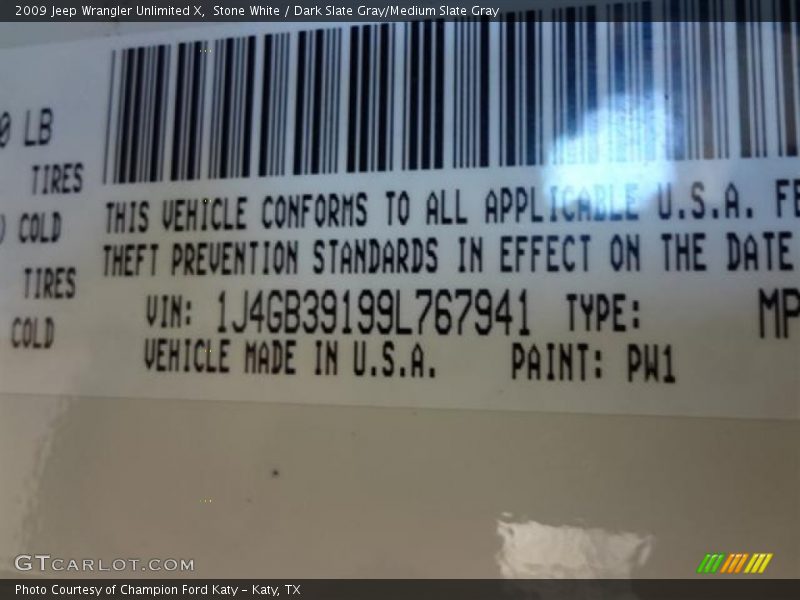 2009 Jeep Wrangler Unlimited X, Stone White / Dark Slate Gray/Medium Slate Gray
0 LB
TIRES
COLD
TIRES
COLD
THIS VEHICLE CONFORMS TO ALL APPLICABLE U.S.A. FE
THEFT PREVENTION STANDARDS IN EFFECT ON THE DATE
VIN: 1J4GB39199L767941 TYPE: MP
VEHICLE MADE IN U.S.A. PAINT: PW1
GTCARLOT.COM
Photo Courtesy of Champion Ford Katy - Katy, TX